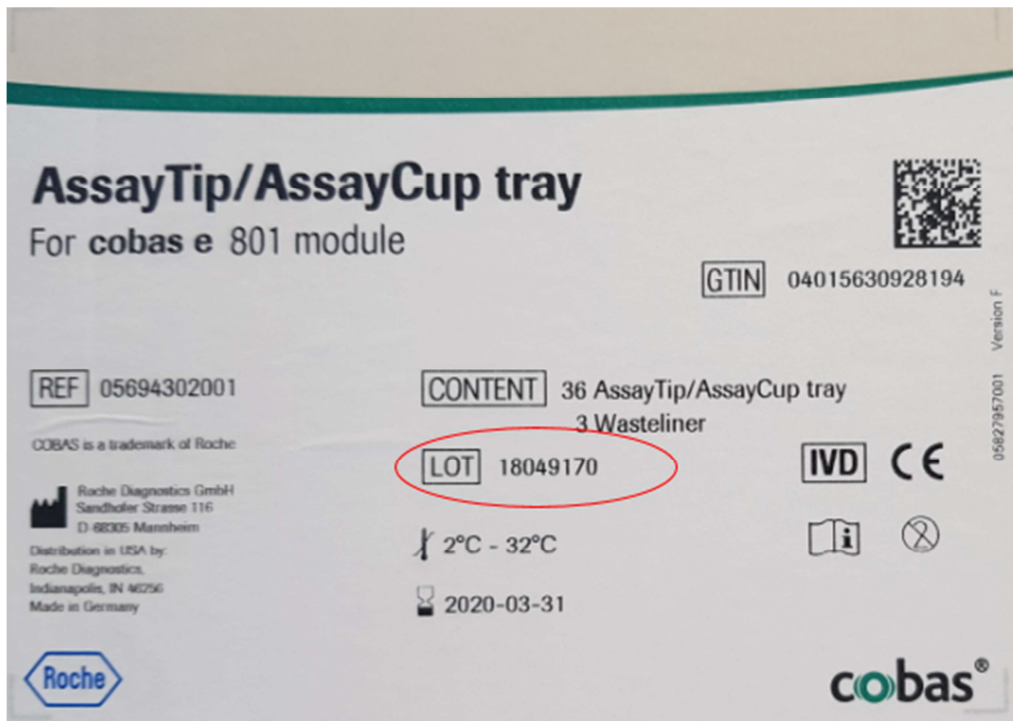 AssayTip/AssayCup tray
For cobas e 801 module
GTIN 04015630928194
05827957001 Version F
REF 05694302001
CONTENT 36 AssayTip/AssayCup tray
3 Wasteliner
COBAS is a trademark of Roche
LOT 18049170
IVD CE
Roche Diagnostics GmbH
Sandhofer Strasse 116
D-68305 Mannheim
2°C - 32°C
i
2
Distribution in USA by:
Roche Diagnostics,
Indianapolis, IN 46256
Made in Germany
2020-03-31
Roche
cobas®